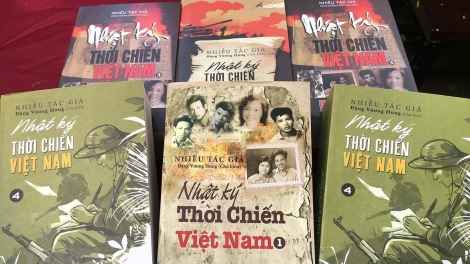 NHIỀU TÁC GIẢ
Nhật ký
THỜI CHIẾN
VIỆT NAM
3
Nhật ký
THỜI CHIẾN
NHIỀU TÁC GIẢ
Nhật ký
THỜI CHIẾN
VIỆT NAM
NHIỀU TÁC GIẢ
Đặng Vương Hưng
Nhật ký
THỜI CHIẾN
VIỆT NAM
4
NHIỀU TÁC GIẢ
Đặng Vương Hưng (Chủ biên)
Nhật ký
Thời Chiến
Việt Nam 1
NHIỀU TÁC GIẢ
Đặng Vương Hưng
Nhật ký
THỜI CHIẾN
VIỆT NAM
4